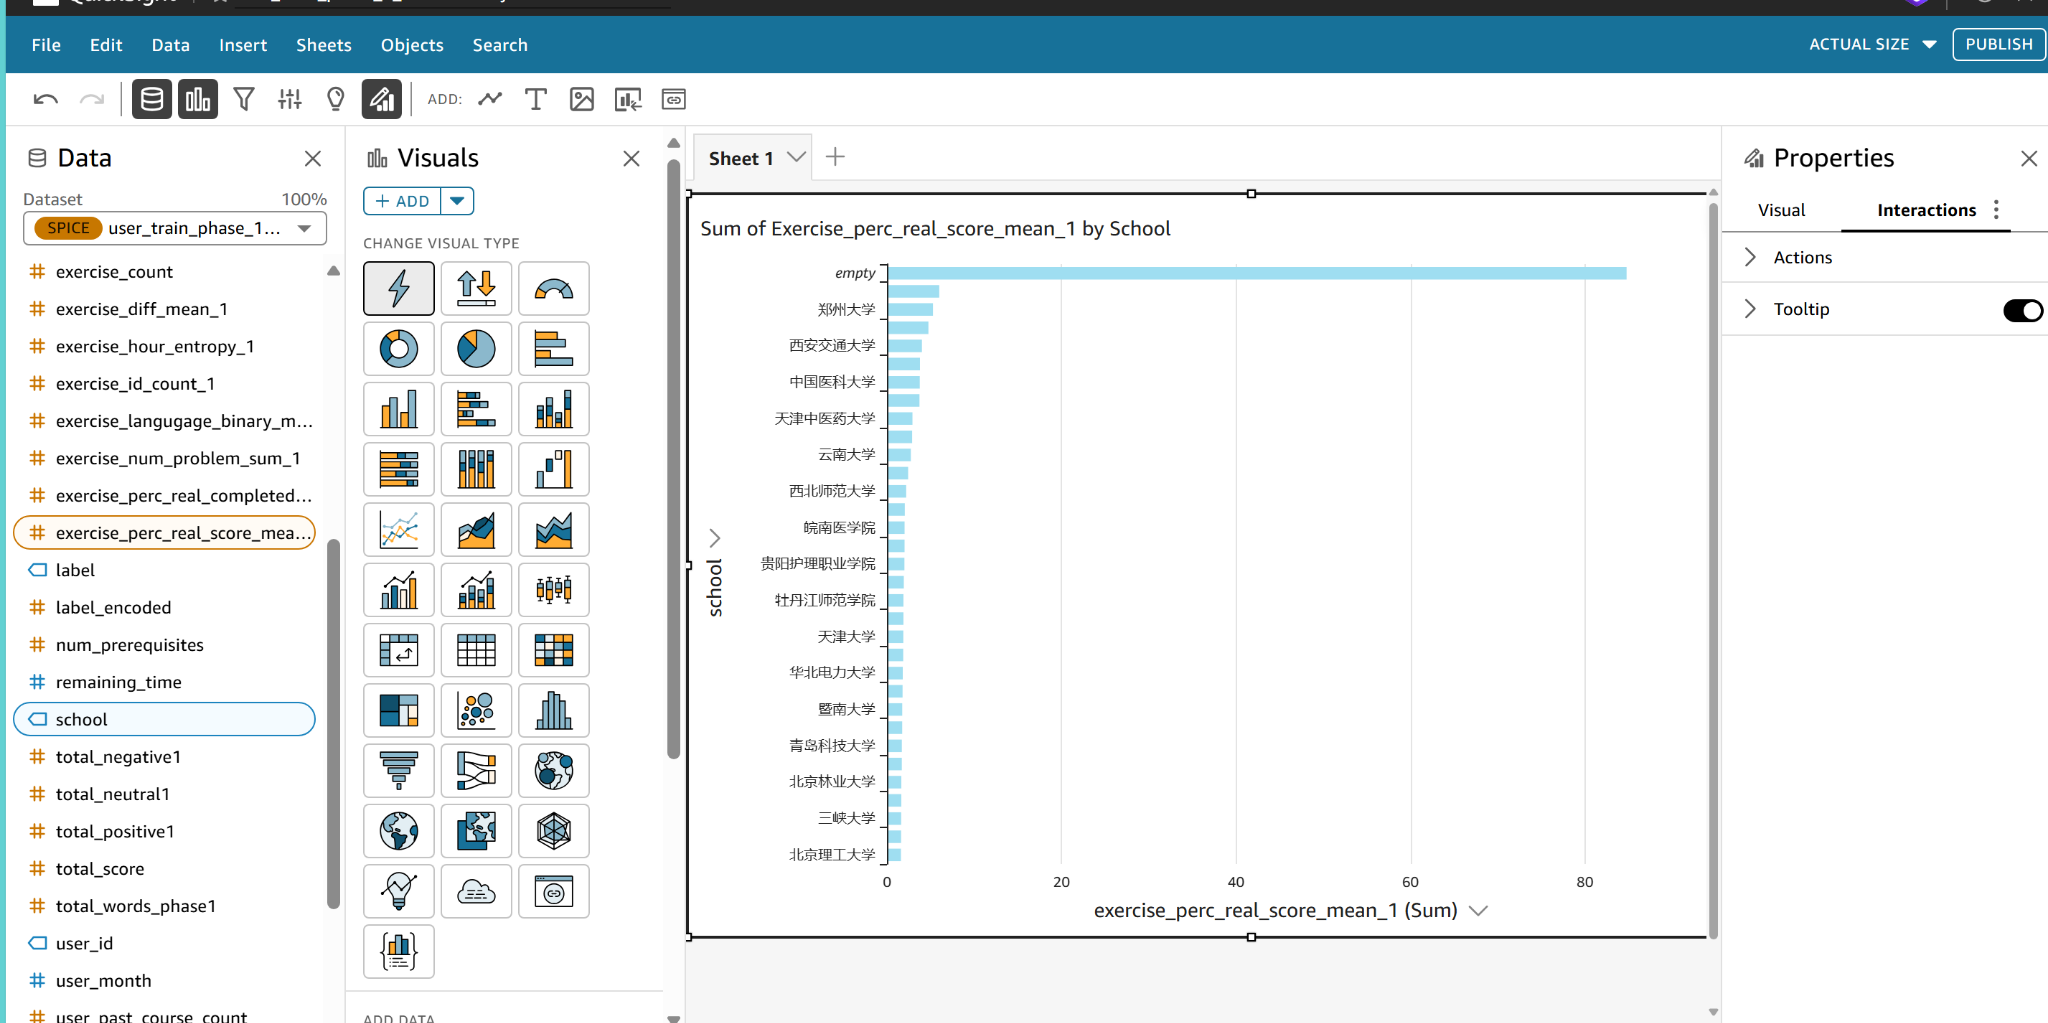 File Edit Data Insert Sheets Objects Search ACTUAL SIZE PUBLISH
ADD:
Data
Dataset 100%
SPICE user_train_phase_1...
exercise_count
exercise_diff_mean_1
exercise_hour_entropy_1
exercise_id_count_1
exercise_langugage_binary_m...
exercise_num_problem_sum_1
exercise_perc_real_completed...
exercise_perc_real_score_mea...
label
label_encoded
num_prerequisites
remaining_time
school
total_negative1
total_neutral1
total_positive1
total_score
total_words_phase1
user_id
user_month
user_past_course_count
Visuals
+ ADD
CHANGE VISUAL TYPE
ADD DATA
Sheet 1
Sum of Exercise_perc_real_score_mean_1 by School
school
empty
郑州大学
西安交通大学
中国医科大学
天津中医药大学
云南大学
西北师范大学
皖南医学院
贵阳护理职业学院
牡丹江师范学院
天津大学
华北电力大学
暨南大学
青岛科技大学
北京林业大学
三峡大学
北京理工大学
0 20 40 60 80
exercise_perc_real_score_mean_1 (Sum)
Properties
Visual Interactions
Actions
Tooltip